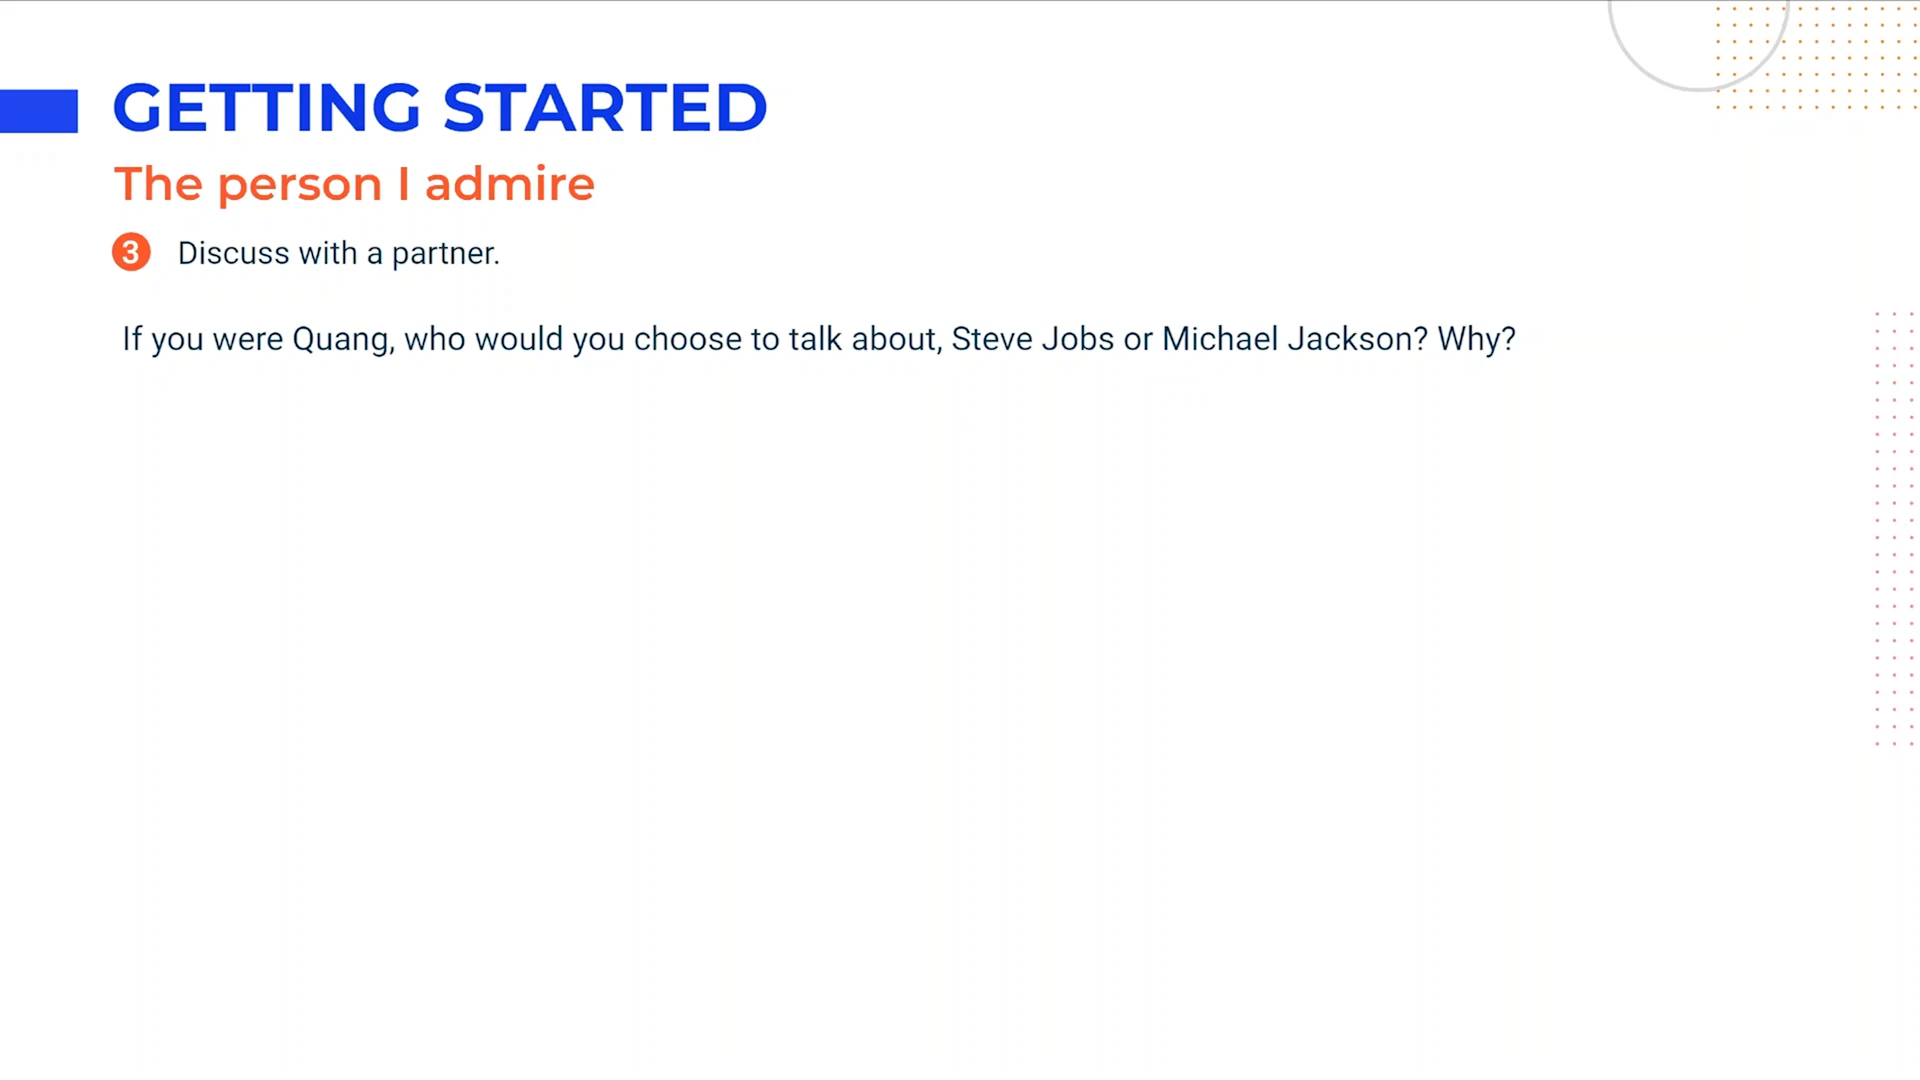 GETTING STARTED
The person I admire
3 Discuss with a partner.
If you were Quang, who would you choose to talk about, Steve Jobs or Michael Jackson? Why?